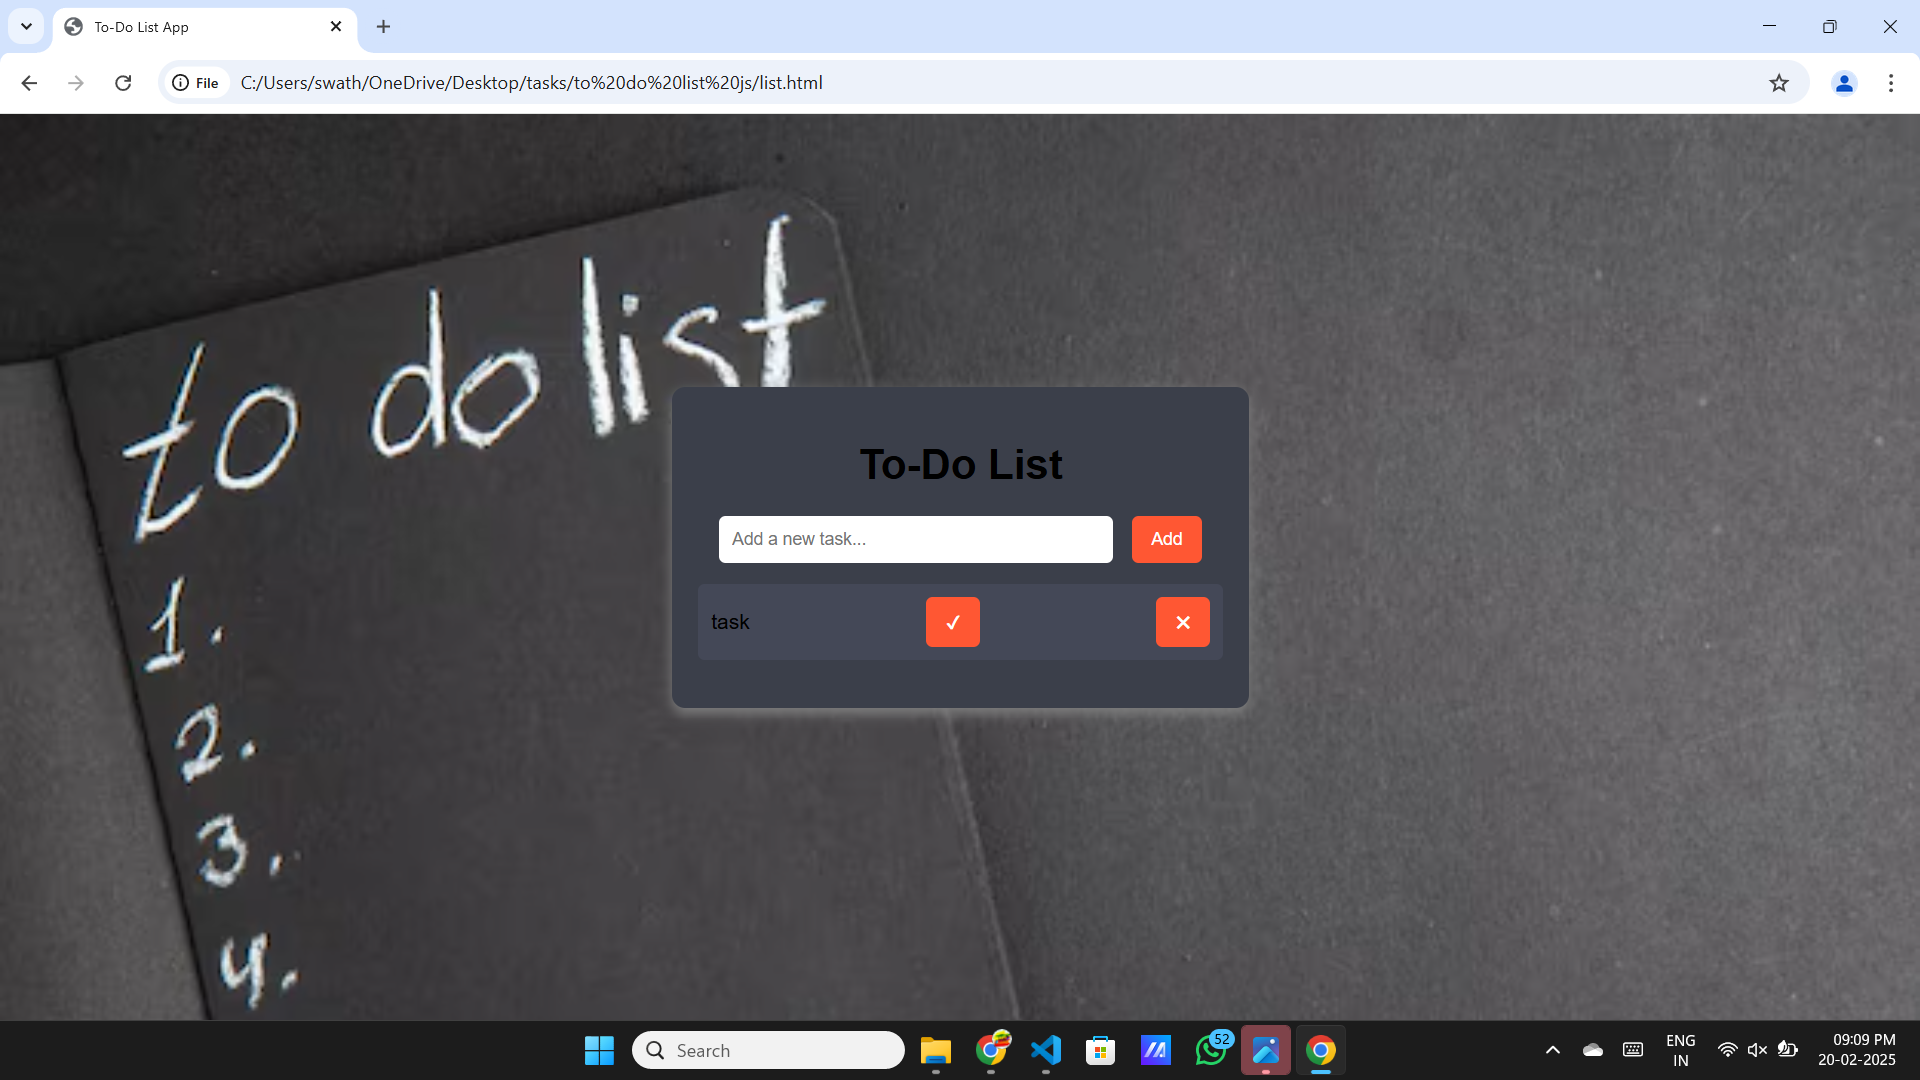 To-Do List App
File
C:/Users/swath/OneDrive/Desktop/tasks/to%20do%20list%20js/list.html
to do list
1.
2.
3.
4.
To-Do List
Add a new task...
Add
task
Search
52
ENG
IN
09:09 PM
20-02-2025